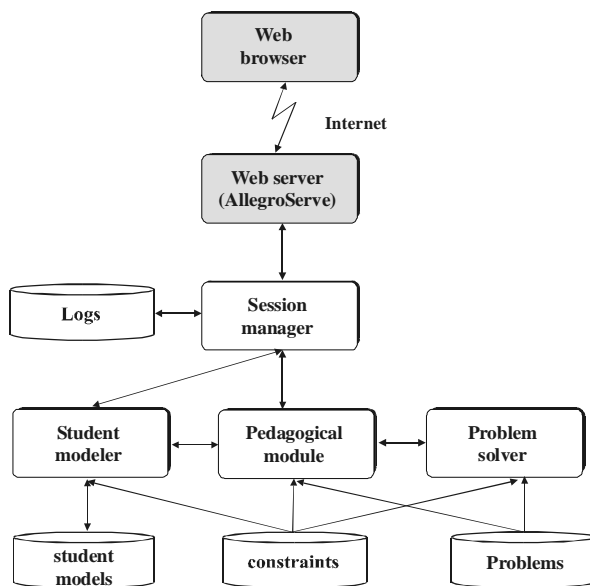 Web
browser
Internet
Web server
(AllegroServe)
Logs
Session
manager
Student
modeler
Pedagogical
module
Problem
solver
student
models
constraints
Problems